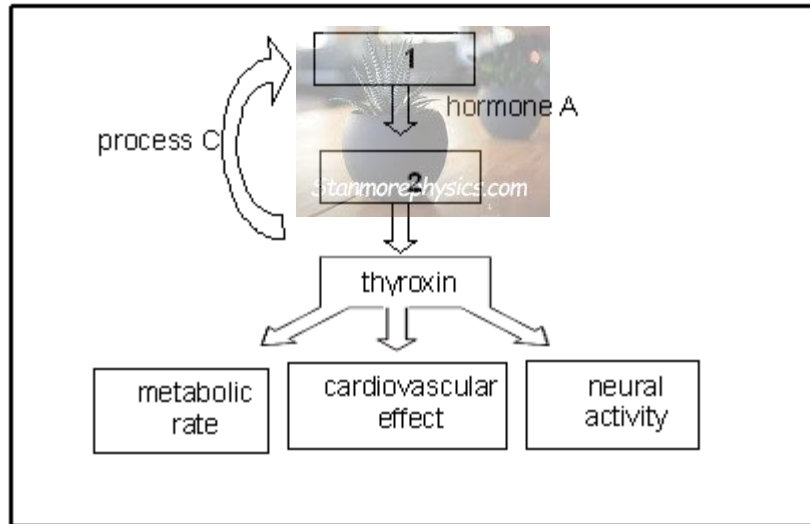 1
hormone A
process C
2
Stanmorephysics.com
thyroxin
metabolic
rate
cardiovascular
effect
neural
activity